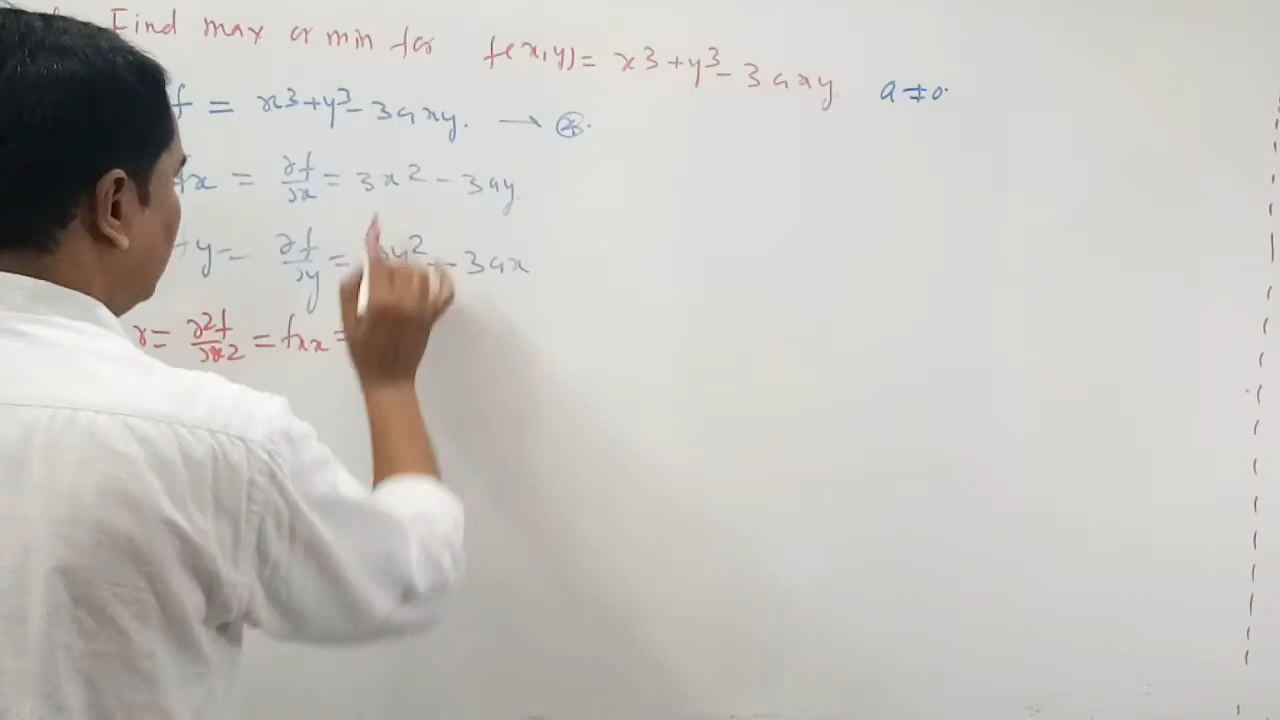 Find max or min for f(x,y) = x3 + y3 - 3axy. a ≠ 0.
f = x3 + y3 - 3axy. → ⊛.
fx = ∂f/∂x = 3x2 - 3ay.
fy = ∂f/∂y = 3y2 - 3ax
r = ∂2f/∂x2 = fxx =